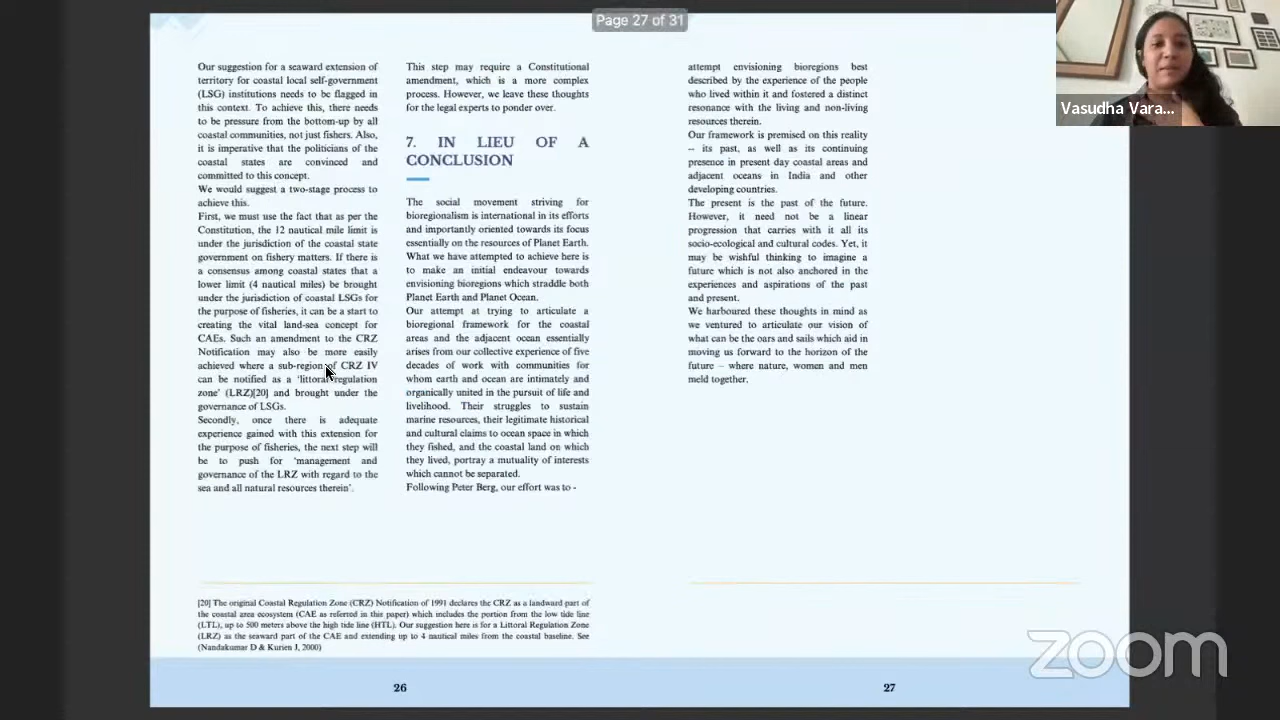 Page 27 of 31
Vasudha Vara...
Our suggestion for a seaward extension of
territory for coastal local self-government
(LSG) institutions needs to be flagged in
this context. To achieve this, there needs
to be pressure from the bottom-up by all
coastal communities, not just fishers. Also,
it is imperative that the politicians of the
coastal states are convinced and
committed to this concept.
We would suggest a two-stage process to
achieve this.
First, we must use the fact that as per the
Constitution, the 12 nautical mile limit is
under the jurisdiction of the coastal state
government on fishery matters. If there is
a consensus among coastal states that a
lower limit (4 nautical miles) be brought
under the jurisdiction of coastal LSGs for
the purpose of fisheries, it can be a start to
creating the vital land-sea concept for
CAEs. Such an amendment to the CRZ
Notification may also be more easily
achieved where a sub-region of CRZ IV
can be notified as a 'littoral regulation
zone' (LRZ)[20] and brought under the
governance of LSGs.
Secondly, once there is adequate
experience gained with this extension for
the purpose of fisheries, the next step will
be to push for 'management and
governance of the LRZ with regard to the
sea and all natural resources therein'.
This step may require a Constitutional
amendment, which is a more complex
process. However, we leave these thoughts
for the legal experts to ponder over.
7. IN LIEU OF A
CONCLUSION
The social movement striving for
bioregionalism is international in its efforts
and importantly oriented towards its focus
essentially on the resources of Planet Earth.
What we have attempted to achieve here is
to make an initial endeavour towards
envisioning bioregions which straddle both
Planet Earth and Planet Ocean.
Our attempt at trying to articulate a
bioregional framework for the coastal
areas and the adjacent ocean essentially
arises from our collective experience of five
decades of work with communities for
whom earth and ocean are intimately and
organically united in the pursuit of life and
livelihood. Their struggles to sustain
marine resources, their legitimate historical
and cultural claims to ocean space in which
they fished, and the coastal land on which
they lived, portray a mutuality of interests
which cannot be separated.
Following Peter Berg, our effort was to -
[20] The original Coastal Regulation Zone (CRZ) Notification of 1991 declares the CRZ as a landward part of
the coastal area ecosystem (CAE as referred in this paper) which includes the portion from the low tide line
(LTL), up to 500 meters above the high tide line (HTL). Our suggestion here is for a Littoral Regulation Zone
(LRZ) as the seaward part of the CAE and extending up to 4 nautical miles from the coastal baseline. See
(Nandakumar D & Kurien J, 2000)
26
attempt envisioning bioregions best
described by the experience of the people
who lived within it and fostered a distinct
resonance with the living and non-living
resources therein.
Our framework is premised on this reality
-- its past, as well as its continuing
presence in present day coastal areas and
adjacent oceans in India and other
developing countries.
The present is the past of the future.
However, it need not be a linear
progression that carries with it all its
socio-ecological and cultural codes. Yet, it
may be wishful thinking to imagine a
future which is not also anchored in the
experiences and aspirations of the past
and present.
We harboured these thoughts in mind as
we ventured to articulate our vision of
what can be the oars and sails which aid in
moving us forward to the horizon of the
future – where nature, women and men
meld together.
27
zoom